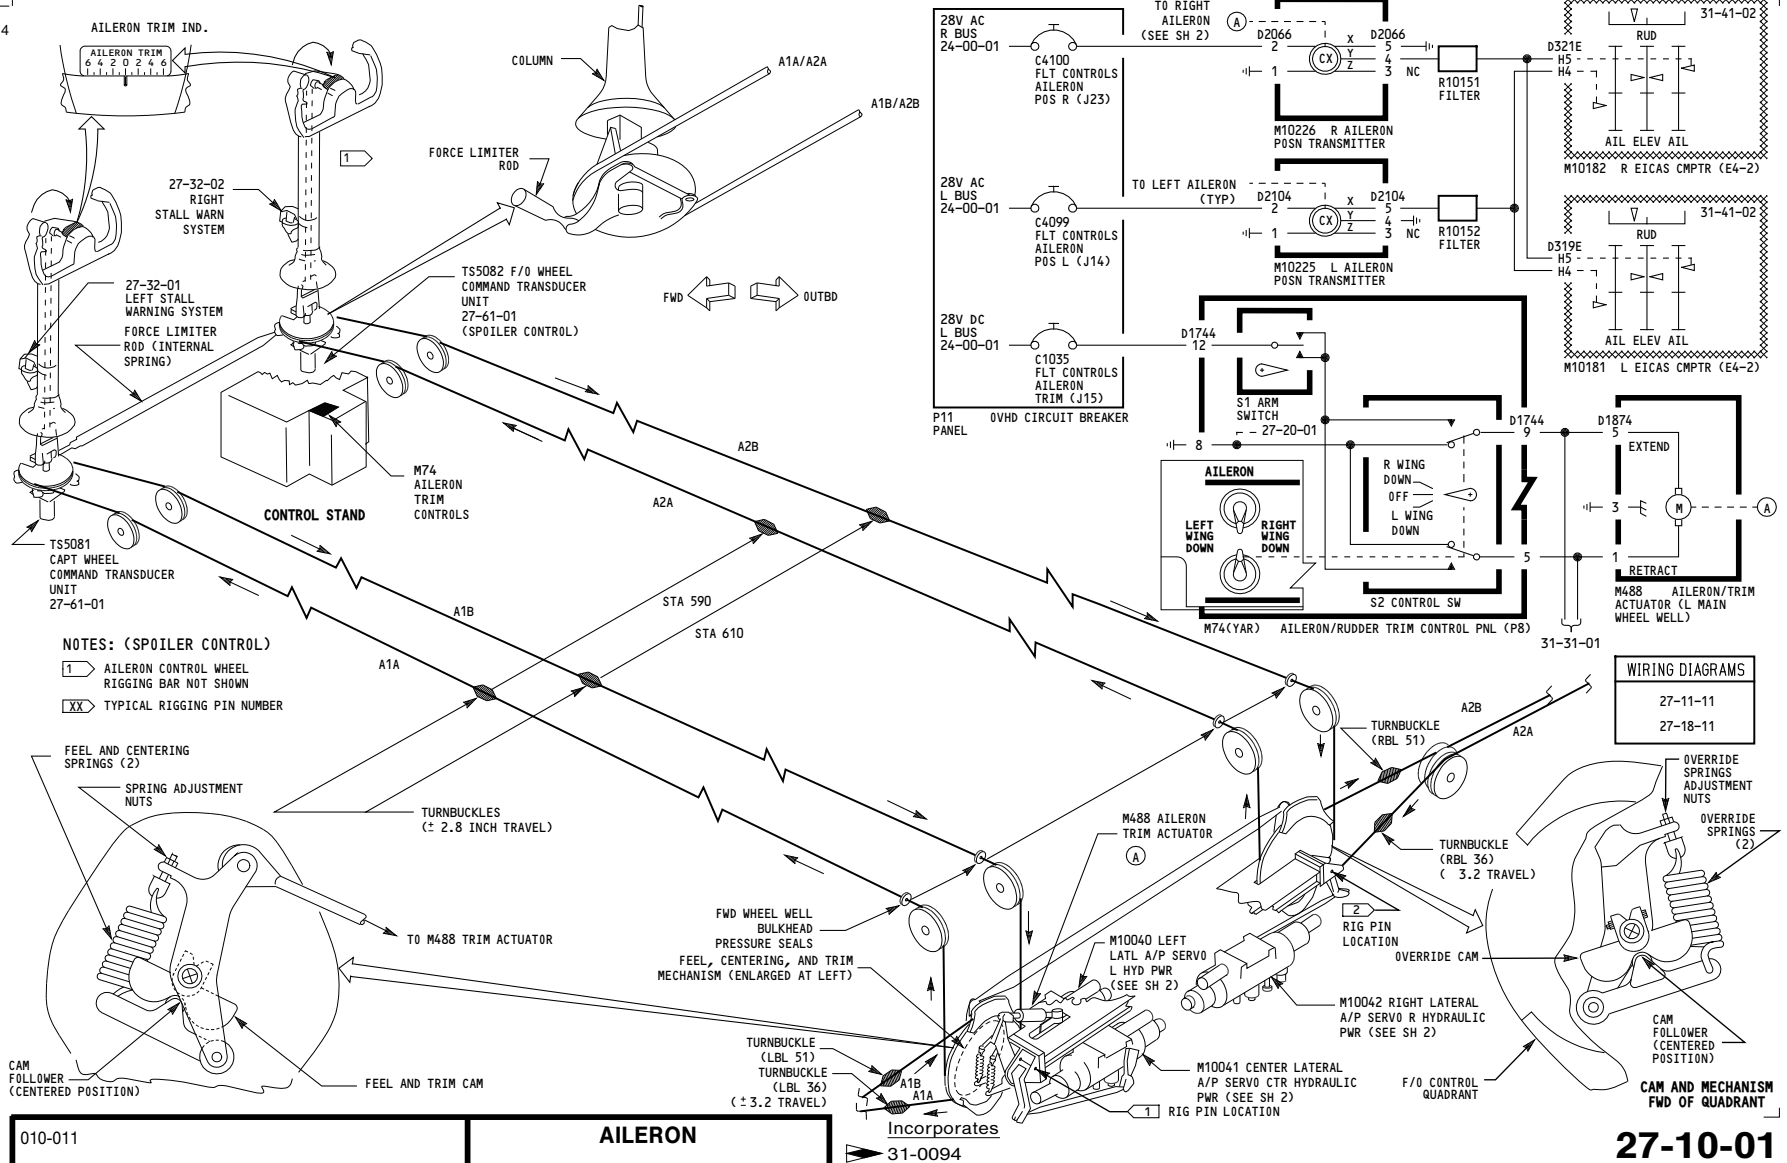 4
AILERON TRIM IND.
AILERON TRIM
6 4 2 0 2 4 6
1
27-32-02
RIGHT
STALL WARN
SYSTEM
27-32-01
LEFT STALL
WARNING SYSTEM
FORCE LIMITER
ROD (INTERNAL
SPRING)
COLUMN
A1A/A2A
A1B/A2B
FORCE LIMITER
ROD
TS5082 F/O WHEEL
COMMAND TRANSDUCER
UNIT
27-61-01
(SPOILER CONTROL)
FWD
OUTBD
M74
AILERON
TRIM
CONTROLS
CONTROL STAND
TS5081
CAPT WHEEL
COMMAND TRANSDUCER
UNIT
27-61-01
NOTES: (SPOILER CONTROL)
1 AILERON CONTROL WHEEL
RIGGING BAR NOT SHOWN
XX TYPICAL RIGGING PIN NUMBER
A2B
A2A
A1B
A1A
STA 590
STA 610
TURNBUCKLES
(± 2.8 INCH TRAVEL)
28V AC
R BUS
24-00-01
C4100
FLT CONTROLS
AILERON
POS R (J23)
28V AC
L BUS
24-00-01
C4099
FLT CONTROLS
AILERON
POS L (J14)
28V DC
L BUS
24-00-01
C1035
FLT CONTROLS
AILERON
TRIM (J15)
P11
PANEL
OVHD CIRCUIT BREAKER
TO RIGHT
AILERON
(SEE SH 2)
A
D2066
2
1
CX
X
Y
Z
D2066
5
4
3
NC
R10151
FILTER
M10226 R AILERON
POSN TRANSMITTER
TO LEFT AILERON
(TYP)
D2104
2
1
CX
X
Y
Z
D2104
5
4
3
NC
R10152
FILTER
M10225 L AILERON
POSN TRANSMITTER
31-41-02
RUD
D321E
H5
H4
AIL ELEV AIL
M10182 R EICAS CMPTR (E4-2)
31-41-02
RUD
D319E
H5
H4
AIL ELEV AIL
M10181 L EICAS CMPTR (E4-2)
D1744
12
S1 ARM
SWITCH
27-20-01
8
AILERON
LEFT
WING
DOWN
RIGHT
WING
DOWN
R WING
DOWN
OFF
L WING
DOWN
S2 CONTROL SW
D1744
9
5
D1874
5
EXTEND
3
M
A
1
RETRACT
M488 AILERON/TRIM
ACTUATOR (L MAIN
WHEEL WELL)
M74(YAR) AILERON/RUDDER TRIM CONTROL PNL (P8)
31-31-01
WIRING DIAGRAMS
27-11-11
27-18-11
FEEL AND CENTERING
SPRINGS (2)
SPRING ADJUSTMENT
NUTS
TO M488 TRIM ACTUATOR
CAM
FOLLOWER
(CENTERED POSITION)
FEEL AND TRIM CAM
FWD WHEEL WELL
BULKHEAD
PRESSURE SEALS
FEEL, CENTERING, AND TRIM
MECHANISM (ENLARGED AT LEFT)
TURNBUCKLE
(LBL 51)
TURNBUCKLE
(LBL 36)
(±3.2 TRAVEL)
A1B
A1A
M488 AILERON
TRIM ACTUATOR
A
M10040 LEFT
LATL A/P SERVO
L HYD PWR
(SEE SH 2)
TURNBUCKLE
(RBL 51)
A2B
A2A
TURNBUCKLE
(RBL 36)
( 3.2 TRAVEL)
2
RIG PIN
LOCATION
M10042 RIGHT LATERAL
A/P SERVO R HYDRAULIC
PWR (SEE SH 2)
M10041 CENTER LATERAL
A/P SERVO CTR HYDRAULIC
PWR (SEE SH 2)
1 RIG PIN LOCATION
OVERRIDE
SPRINGS
ADJUSTMENT
NUTS
OVERRIDE
SPRINGS
(2)
OVERRIDE CAM
CAM
FOLLOWER
(CENTERED
POSITION)
F/O CONTROL
QUADRANT
CAM AND MECHANISM
FWD OF QUADRANT
010-011
AILERON
Incorporates
31-0094
27-10-01